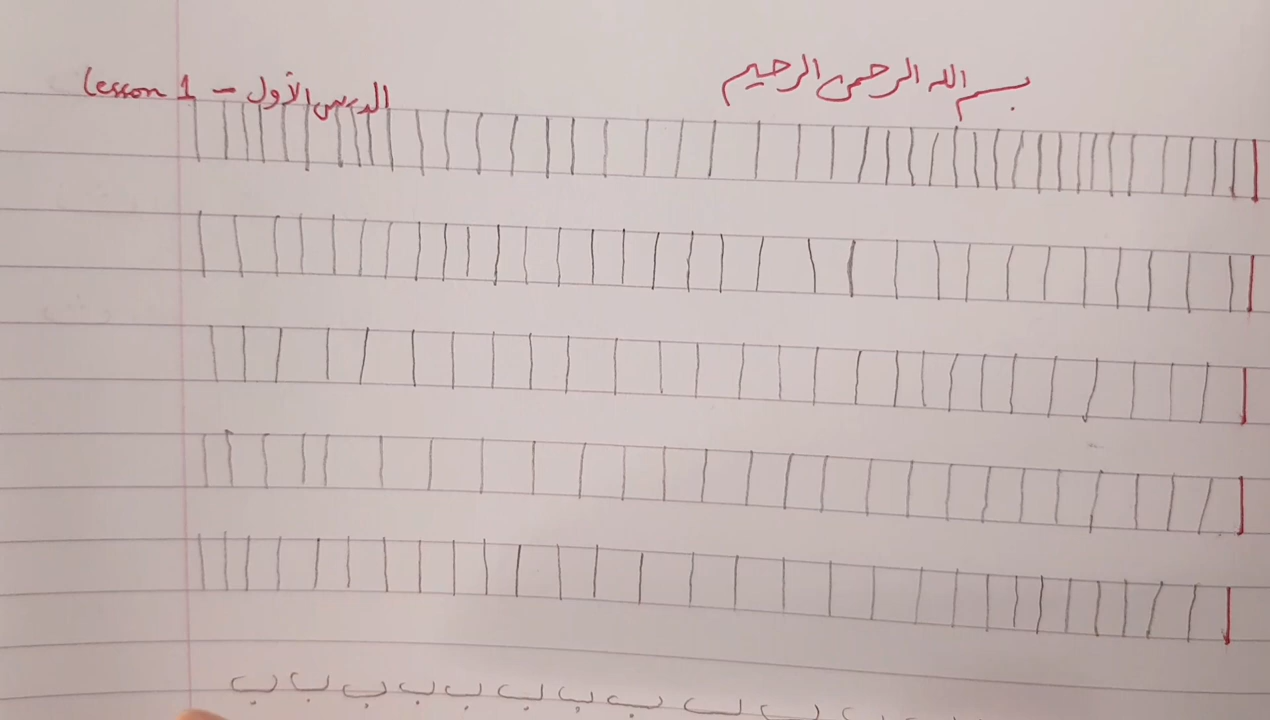 بسم الله الرحمن الرحيم
Lesson 1 - الدرس الأول
ا ا ا ا ا ا ا ا ا ا ا ا ا ا ا ا ا ا ا ا ا ا ا ا ا ا ا ا ا ا ا ا ا ا ا ا ا ا ا ا ا ا ا
ا ا ا ا ا ا ا ا ا ا ا ا ا ا ا ا ا ا ا ا ا ا ا ا ا ا ا ا ا ا ا ا
ا ا ا ا ا ا ا ا ا ا ا ا ا ا ا ا ا ا ا ا ا ا ا ا ا ا ا ا
ا ا ا ا ا ا ا ا ا ا ا ا ا ا ا ا ا ا ا ا ا ا ا ا ا ا ا
ا ا ا ا ا ا ا ا ا ا ا ا ا ا ا ا ا ا ا ا ا ا ا ا ا ا ا ا ا ا
ب ب ب ب ب ب ب ب ب ب